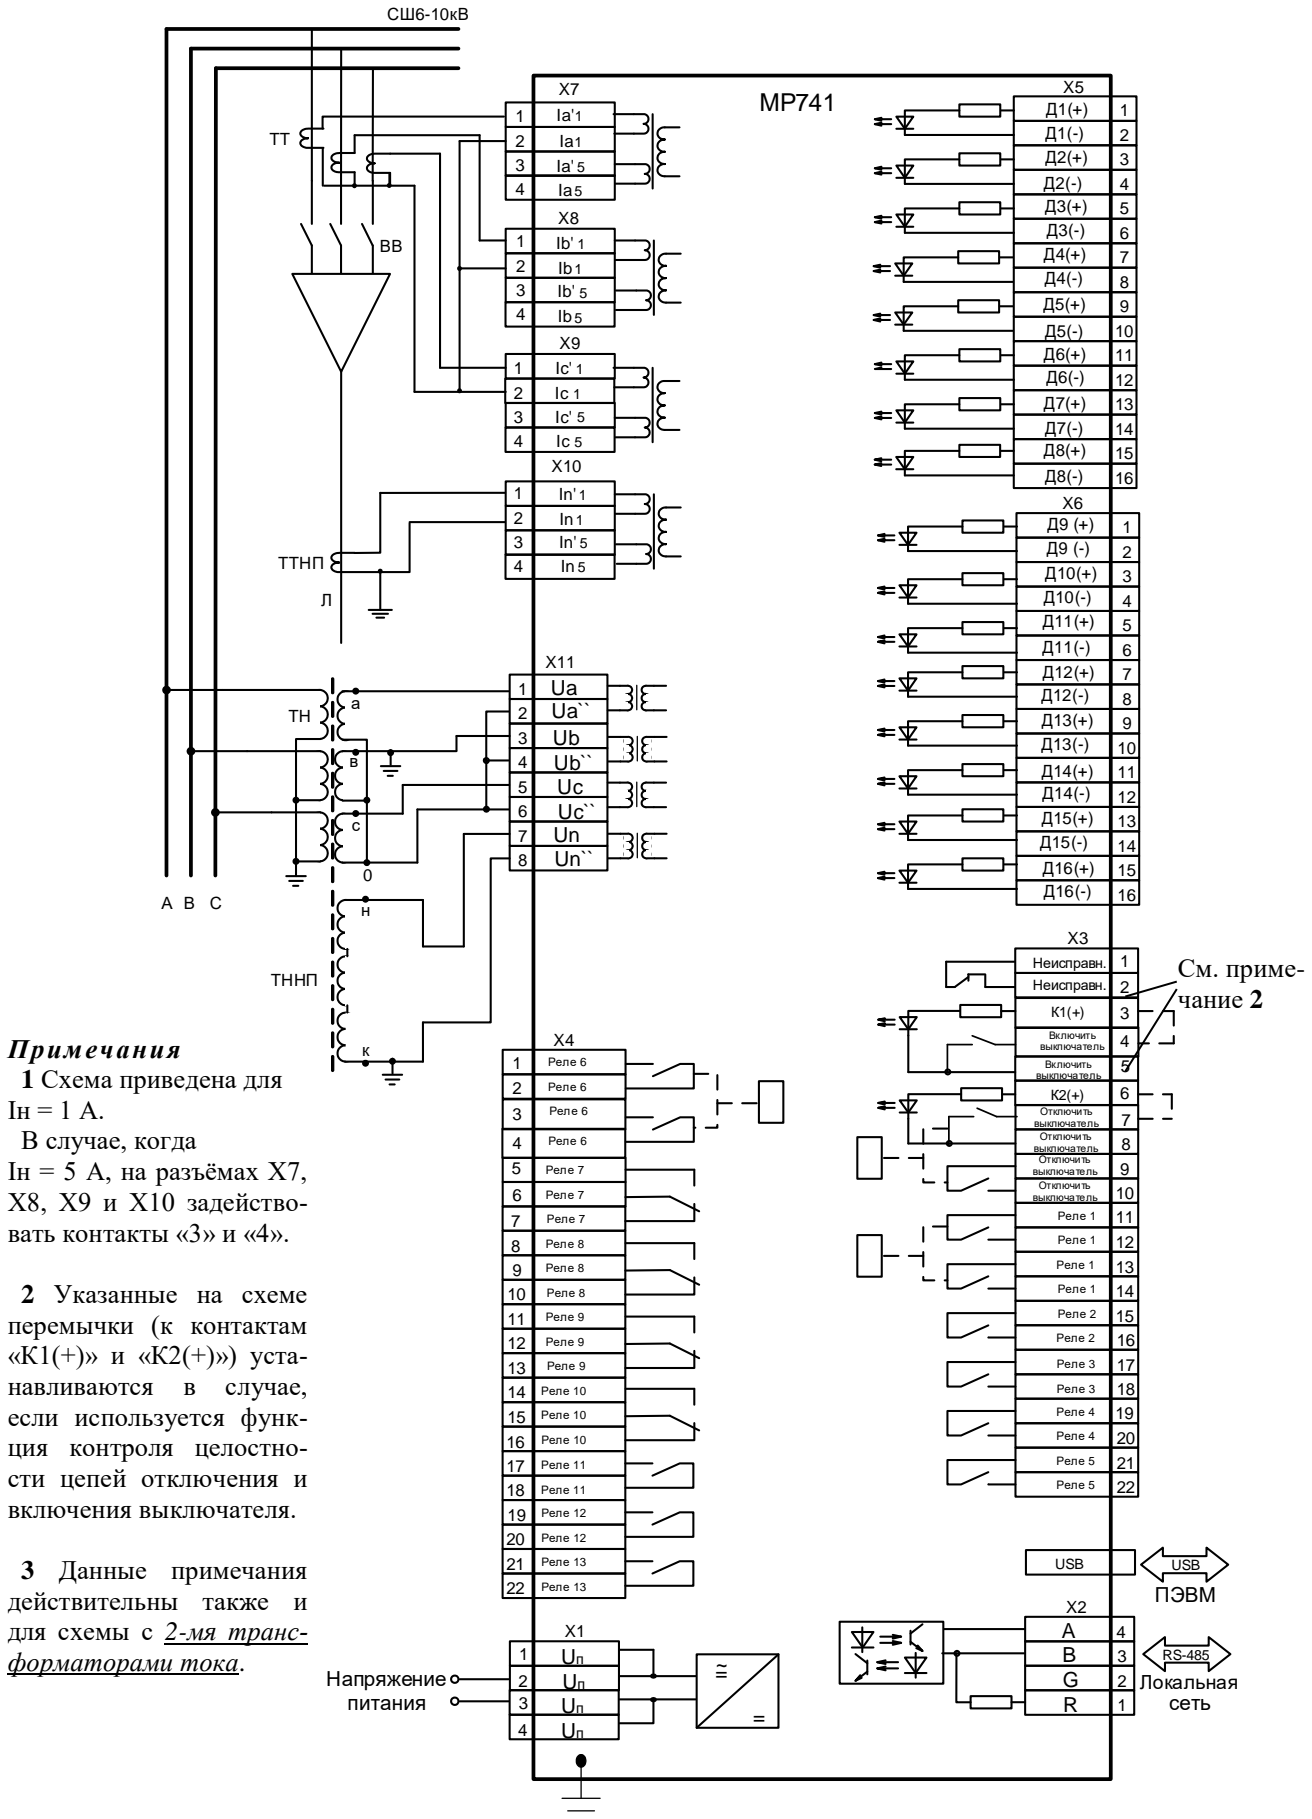 СШ6-10кВ
МР741
ТТ
ВВ
ТТНП
Л
ТН
а
в
с
0
А В С
н
ТННП
к
X7
1 Ia'1
2 Ia1
3 Ia'5
4 Ia5
X8
1 Ib'1
2 Ib1
3 Ib'5
4 Ib5
X9
1 Ic'1
2 Ic1
3 Ic'5
4 Ic5
X10
1 In'1
2 In1
3 In'5
4 In5
X11
1 Ua
2 Ua``
3 Ub
4 Ub``
5 Uc
6 Uc``
7 Un
8 Un``
X4
1 Реле 6
2 Реле 6
3 Реле 6
4 Реле 6
5 Реле 7
6 Реле 7
7 Реле 7
8 Реле 8
9 Реле 8
10 Реле 8
11 Реле 9
12 Реле 9
13 Реле 9
14 Реле 10
15 Реле 10
16 Реле 10
17 Реле 11
18 Реле 11
19 Реле 12
20 Реле 12
21 Реле 13
22 Реле 13
X1
1 Uп
2 Uп
3 Uп
4 Uп
Напряжение
питания
X5
Д1(+) 1
Д1(-) 2
Д2(+) 3
Д2(-) 4
Д3(+) 5
Д3(-) 6
Д4(+) 7
Д4(-) 8
Д5(+) 9
Д5(-) 10
Д6(+) 11
Д6(-) 12
Д7(+) 13
Д7(-) 14
Д8(+) 15
Д8(-) 16
X6
Д9 (+) 1
Д9 (-) 2
Д10(+) 3
Д10(-) 4
Д11(+) 5
Д11(-) 6
Д12(+) 7
Д12(-) 8
Д13(+) 9
Д13(-) 10
Д14(+) 11
Д14(-) 12
Д15(+) 13
Д15(-) 14
Д16(+) 15
Д16(-) 16
X3
Неисправн. 1
Неисправн. 2
К1(+) 3
Включить
выключатель 4
Включить
выключатель 5
К2(+) 6
Отключить
выключатель 7
Отключить
выключатель 8
Отключить
выключатель 9
Отключить
выключатель 10
Реле 1 11
Реле 1 12
Реле 1 13
Реле 1 14
Реле 2 15
Реле 2 16
Реле 3 17
Реле 3 18
Реле 4 19
Реле 4 20
Реле 5 21
Реле 5 22
См. приме-
чание 2
USB
USB
ПЭВМ
X2
A 4
B 3
G 2
R 1
RS-485
Локальная
сеть
Примечания
1 Схема приведена для
Iн = 1 А.
В случае, когда
Iн = 5 А, на разъёмах X7,
X8, X9 и X10 задейство-
вать контакты «3» и «4».
2 Указанные на схеме
перемычки (к контактам
«К1(+)» и «К2(+)») уста-
навливаются в случае,
если используется функ-
ция контроля целостно-
сти цепей отключения и
включения выключателя.
3 Данные примечания
действительны также и
для схемы с 2-мя транс-
форматорами тока.